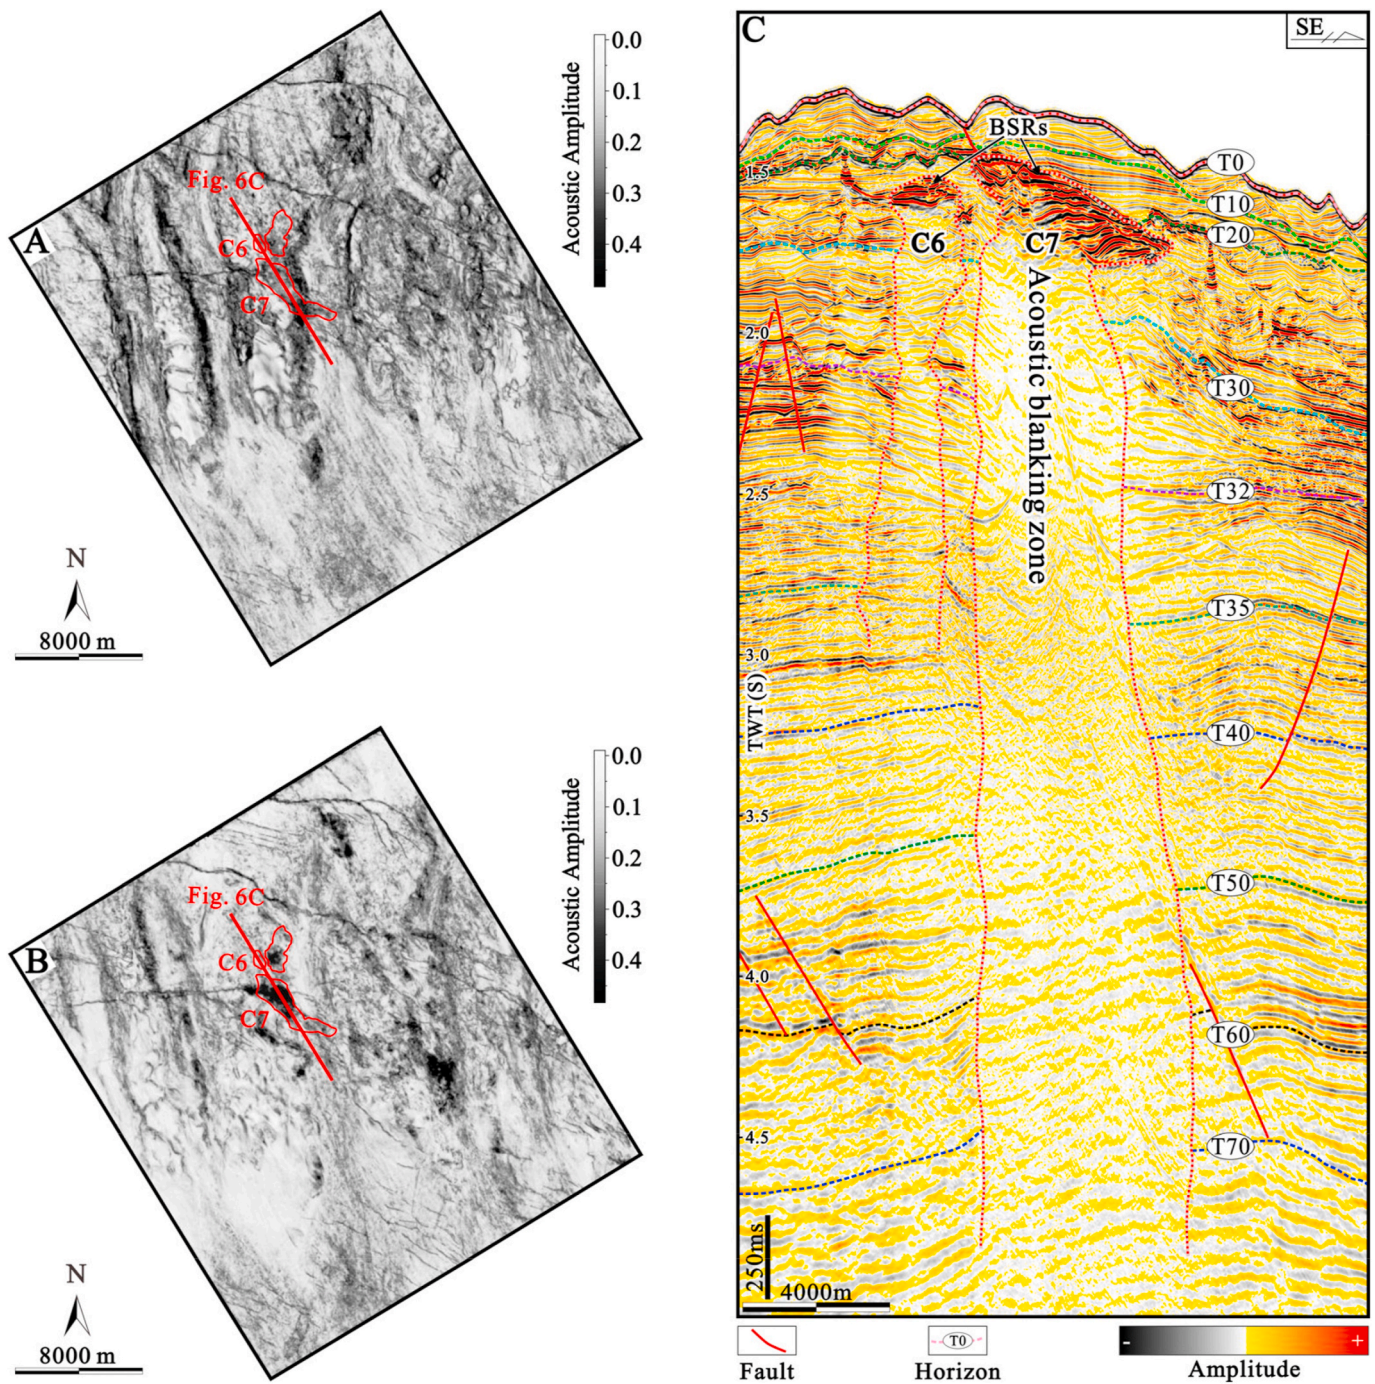 A
Fig. 6C
C6
C7
Acoustic Amplitude
0.0
0.1
0.2
0.3
0.4
N
8000 m
B
Fig. 6C
C6
C7
Acoustic Amplitude
0.0
0.1
0.2
0.3
0.4
N
8000 m
C
SE
BSRs
C6
C7
Acoustic blanking zone
T0
T10
T20
T30
T32
T35
T40
T50
T60
T70
1.5
2.0
2.5
3.0
3.5
4.0
4.5
TWT (S)
250ms
4000m
Fault
T0
Horizon
- +
Amplitude